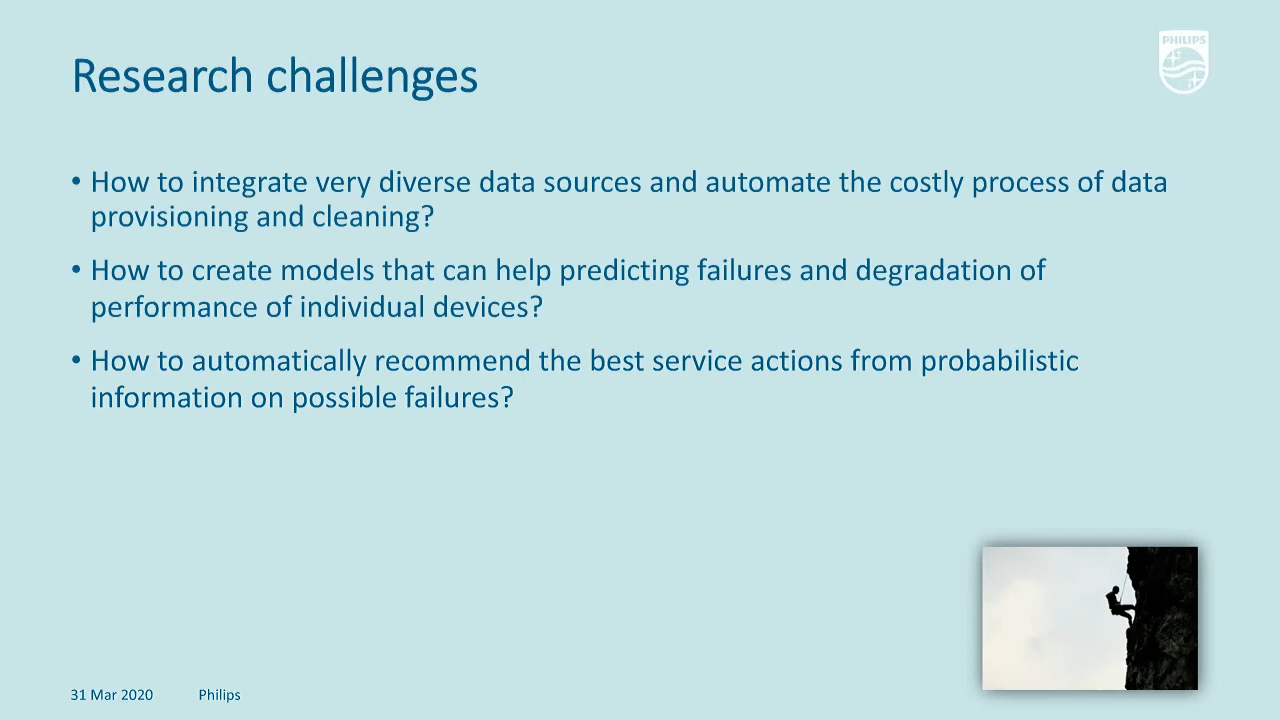 Research challenges
PHILIPS
• How to integrate very diverse data sources and automate the costly process of data
provisioning and cleaning?
• How to create models that can help predicting failures and degradation of
performance of individual devices?
• How to automatically recommend the best service actions from probabilistic
information on possible failures?
31 Mar 2020 Philips